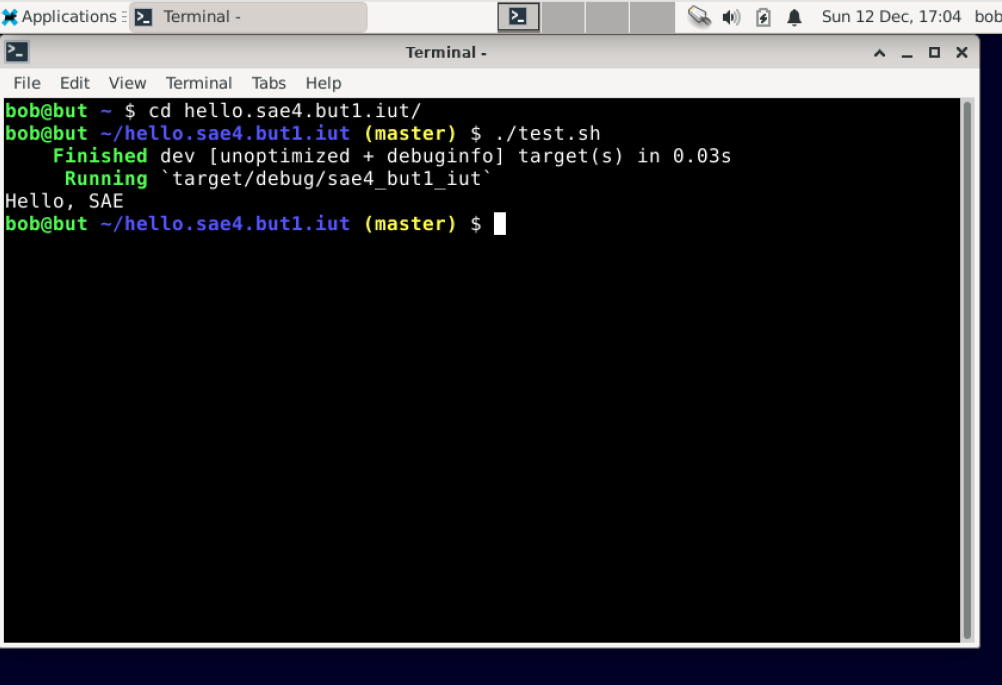 Applications Terminal - Sun 12 Dec, 17:04 bob
Terminal -
File Edit View Terminal Tabs Help
bob@but ~ $ cd hello.sae4.but1.iut/
bob@but ~/hello.sae4.but1.iut (master) $ ./test.sh
Finished dev [unoptimized + debuginfo] target(s) in 0.03s
Running `target/debug/sae4_but1_iut`
Hello, SAE
bob@but ~/hello.sae4.but1.iut (master) $